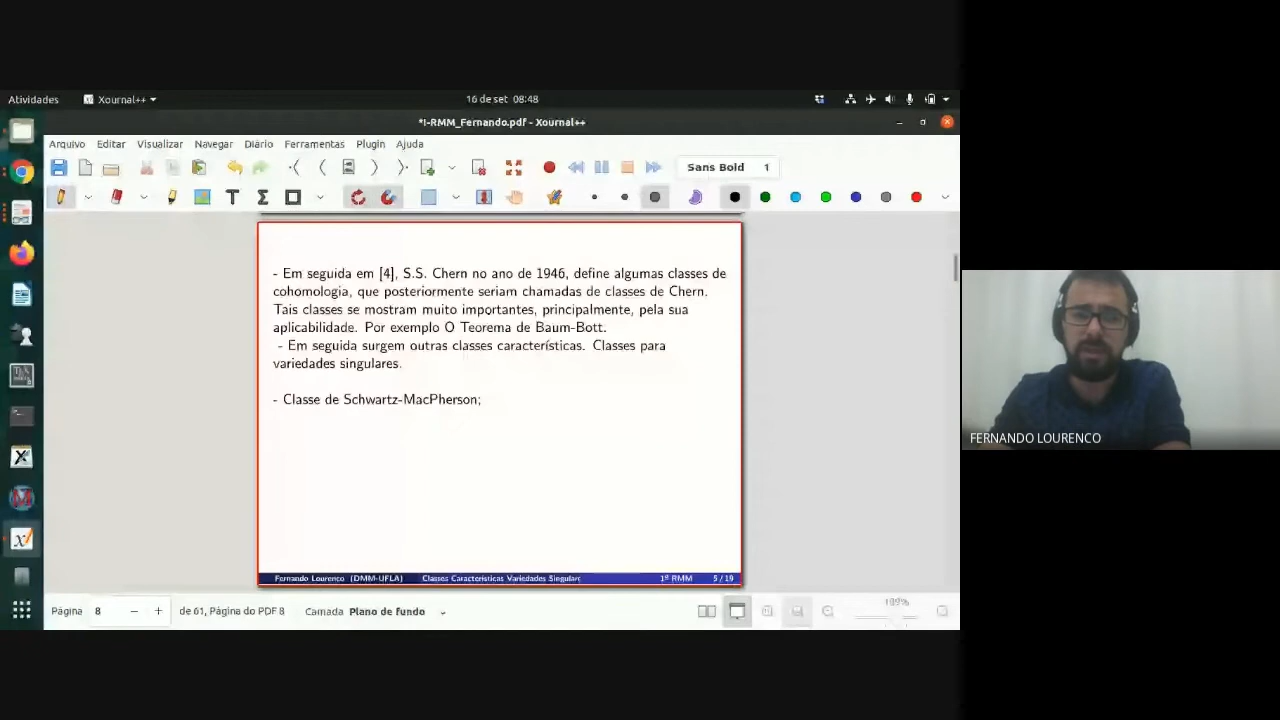 Atividades Xournal++ 16 de set 08:48
*I-RMM_Fernando.pdf - Xournal++
Arquivo Editar Visualizar Navegar Diário Ferramentas Plugin Ajuda
Sans Bold 1
- Em seguida em [4], S.S. Chern no ano de 1946, define algumas classes de
cohomologia, que posteriormente seriam chamadas de classes de Chern.
Tais classes se mostram muito importantes, principalmente, pela sua
aplicabilidade. Por exemplo O Teorema de Baum-Bott.
- Em seguida surgem outras classes características. Classes para
variedades singulares.
- Classe de Schwartz-MacPherson;
Fernando Lourenço (DMM-UFLA) Classes Características Variedades Singulares 1ª RMM 5 / 19
Página 8 de 61, Página do PDF 8 Camada Plano de fundo
FERNANDO LOURENCO